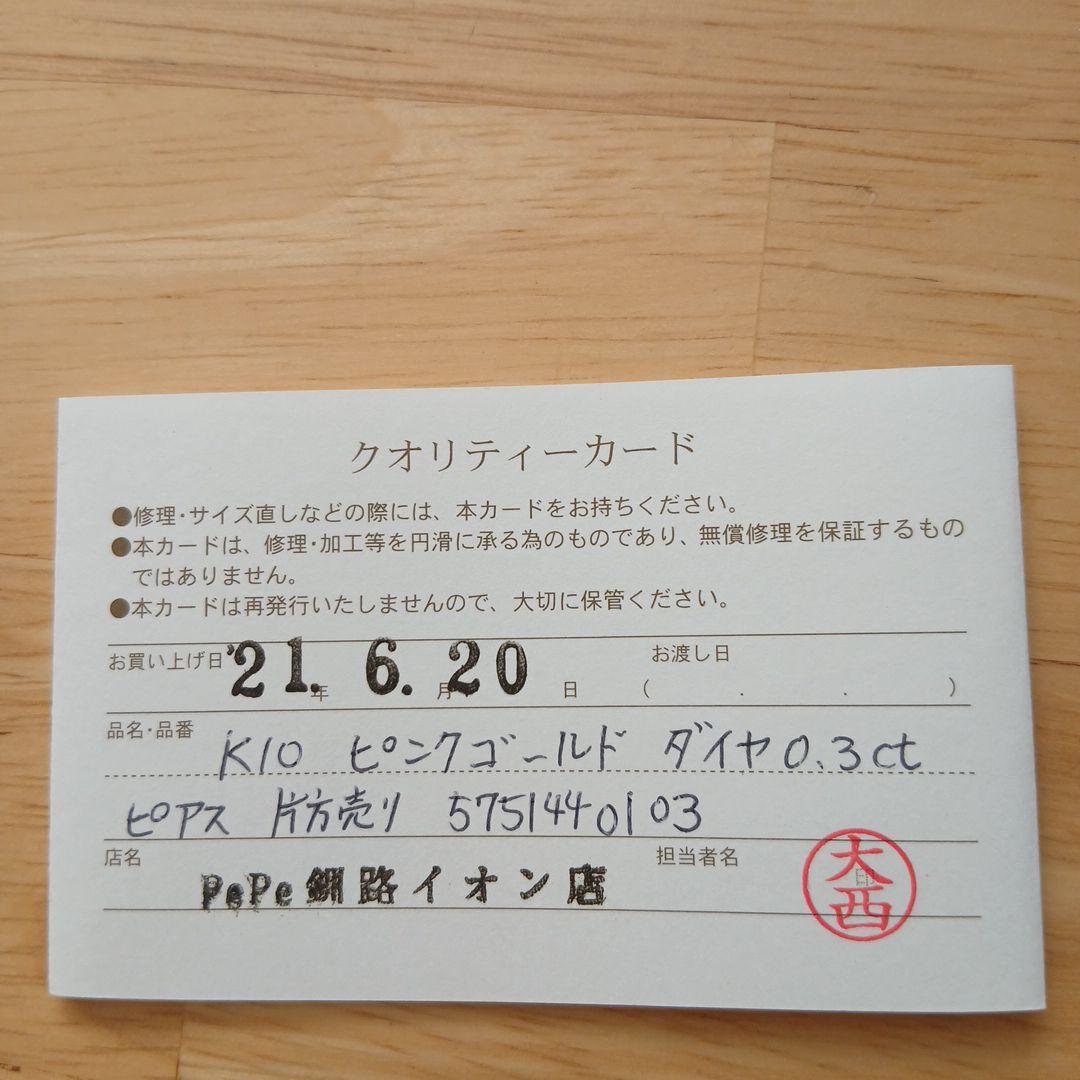 クオリティーカード
●修理・サイズ直しなどの際には、本カードをお持ちください。
●本カードは、修理・加工等を円滑に承る為のものであり、無償修理を保証するもの
ではありません。
●本カードは再発行いたしませんので、大切に保管ください。
お買い上げ日 '21. 年 6. 月 20 日 お渡し日 ( . . )
品名・品番 K10 ピンクゴールド ダイヤ0.3ct
ピアス 片方売り 5751440103
店名 PePe釧路イオン店 担当者名 印 大西